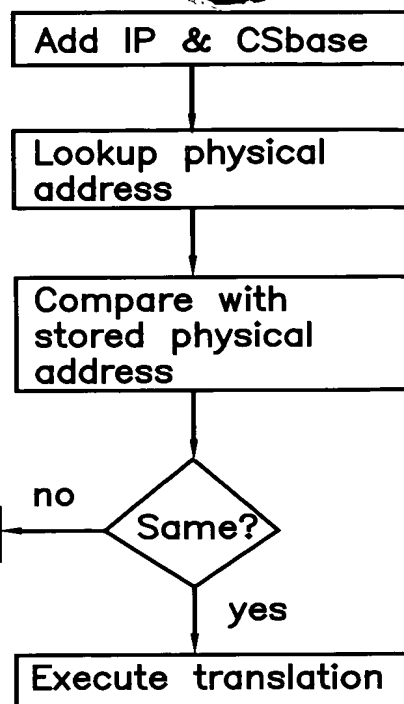 Add IP & CSbase
Lookup physical
address
Compare with
stored physical
address
no
Same?
yes
Execute translation